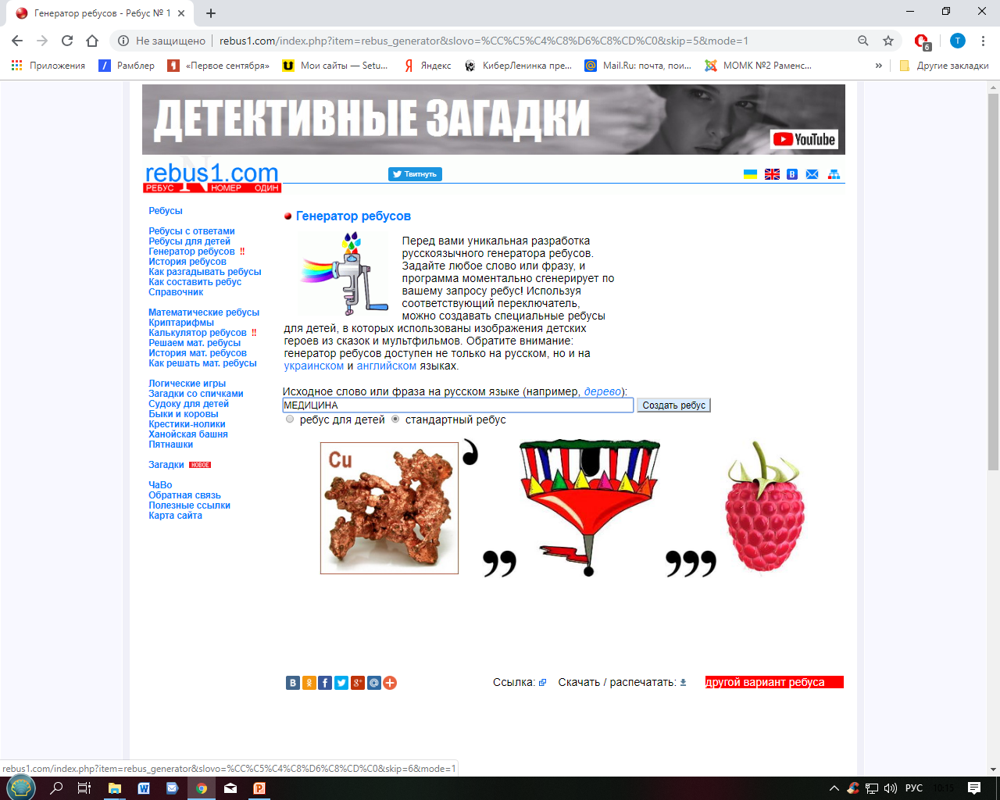 Генератор ребусов - Ребус № 1
Не защищено
rebus1.com/index.php?item=rebus_generator&slovo=%CC%C5%C4%C8%D6%C8%CD%C0&skip=5&mode=1
6
T
Приложения
Рамблер
«Первое сентября»
Мои сайты — Setu...
Яндекс
КиберЛенинка пре...
Mail.Ru: почта, пои...
МОМК №2 Раменс...
»
Другие закладки
ДЕТЕКТИВНЫЕ ЗАГАДКИ
YouTube
rebus1.com
РЕБУС N НОМЕР ОДИН
Твитнуть
Ребусы
Ребусы с ответами
Ребусы для детей
Генератор ребусов !!
История ребусов
Как разгадывать ребусы
Как составить ребус
Справочник
Математические ребусы
Криптарифмы
Калькулятор ребусов !!
Решаем мат. ребусы
История мат. ребусов
Как решать мат. ребусы
Логические игры
Загадки со спичками
Судоку для детей
Быки и коровы
Крестики-нолики
Ханойская башня
Пятнашки
Загадки НОВОЕ
ЧаВо
Обратная связь
Полезные ссылки
Карта сайта
Генератор ребусов
Перед вами уникальная разработка
русскоязычного генератора ребусов.
Задайте любое слово или фразу, и
программа моментально сгенерирует по
вашему запросу ребус! Используя
соответствующий переключатель,
можно создавать специальные ребусы
для детей, в которых использованы изображения детских
героев из сказок и мультфильмов. Обратите внимание:
генератор ребусов доступен не только на русском, но и на
украинском и английском языках.
Исходное слово или фраза на русском языке (например, дерево):
МЕДИЦИНА
Создать ребус
ребус для детей стандартный ребус
Cu
,
,,
,,,
Ссылка: Скачать / распечатать: другой вариант ребуса
rebus1.com/index.php?item=rebus_generator&slovo=%CC%C5%C4%C8%D6%C8%CD%C0&skip=6&mode=1
РУС
10:15